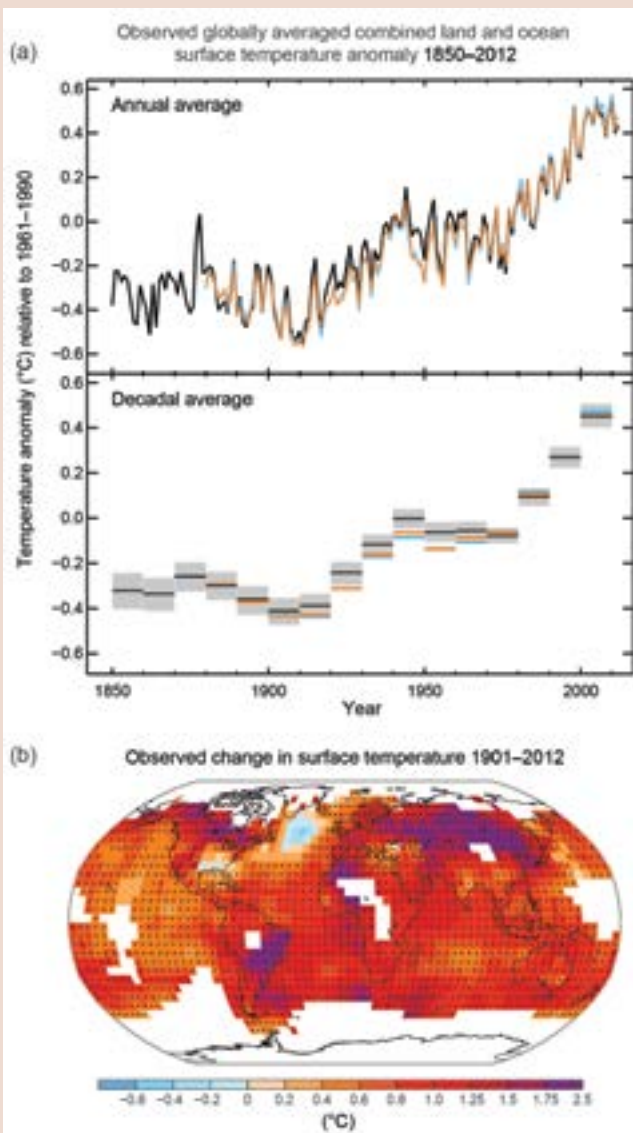 Observed globally averaged combined land and ocean
(a)
surface temperature anomaly 1850–2012
Annual average
0.6
0.4
0.2
0.0
−0.2
−0.4
−0.6
Temperature anomaly (°C) relative to 1961–1990
Decadal average
0.6
0.4
0.2
0.0
−0.2
−0.4
−0.6
1850
1900
1950
2000
Year
(b)
Observed change in surface temperature 1901–2012
−0.6 −0.4 −0.2 0 0.2 0.4 0.6 0.8 1.0 1.25 1.5 1.75 2.5
(°C)